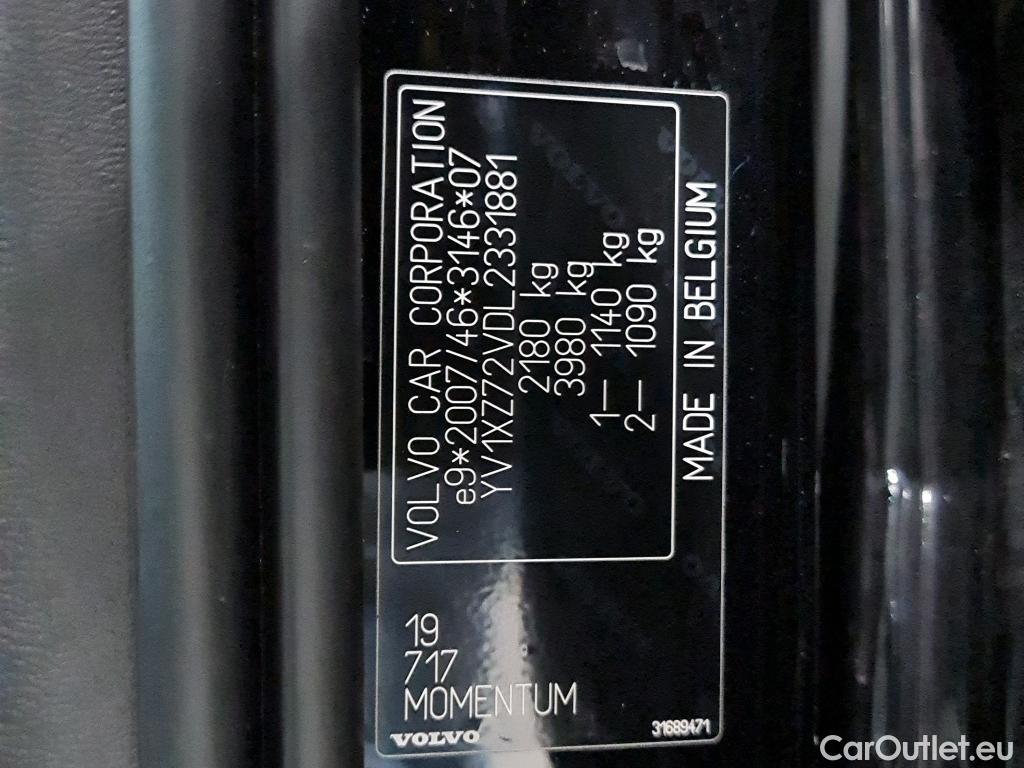 VOLVO CAR CORPORATION
e9*2007/46*3146*07
YV1XZ72VDL2331881
2180 kg
3980 kg
1— 1140 kg
2— 1090 kg
MADE IN BELGIUM
19
717
MOMENTUM
VOLVO
31689471
CarOutlet.eu